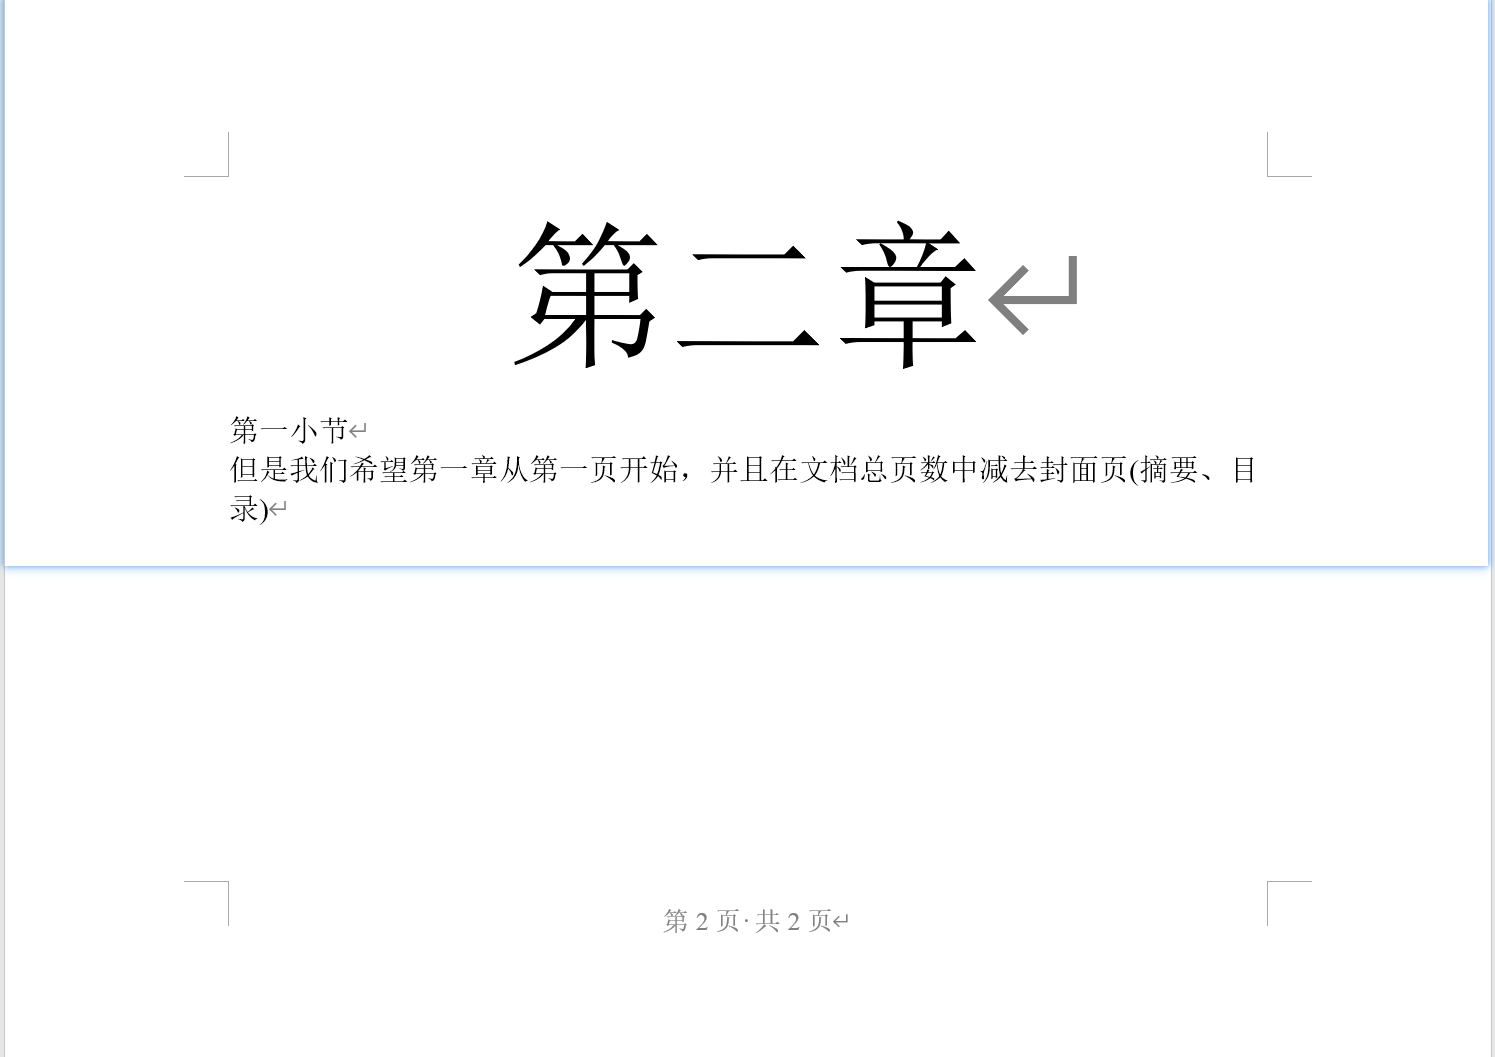 第二章
第一小节
但是我们希望第一章从第一页开始，并且在文档总页数中减去封面页(摘要、目
录)
第 2 页·共 2 页